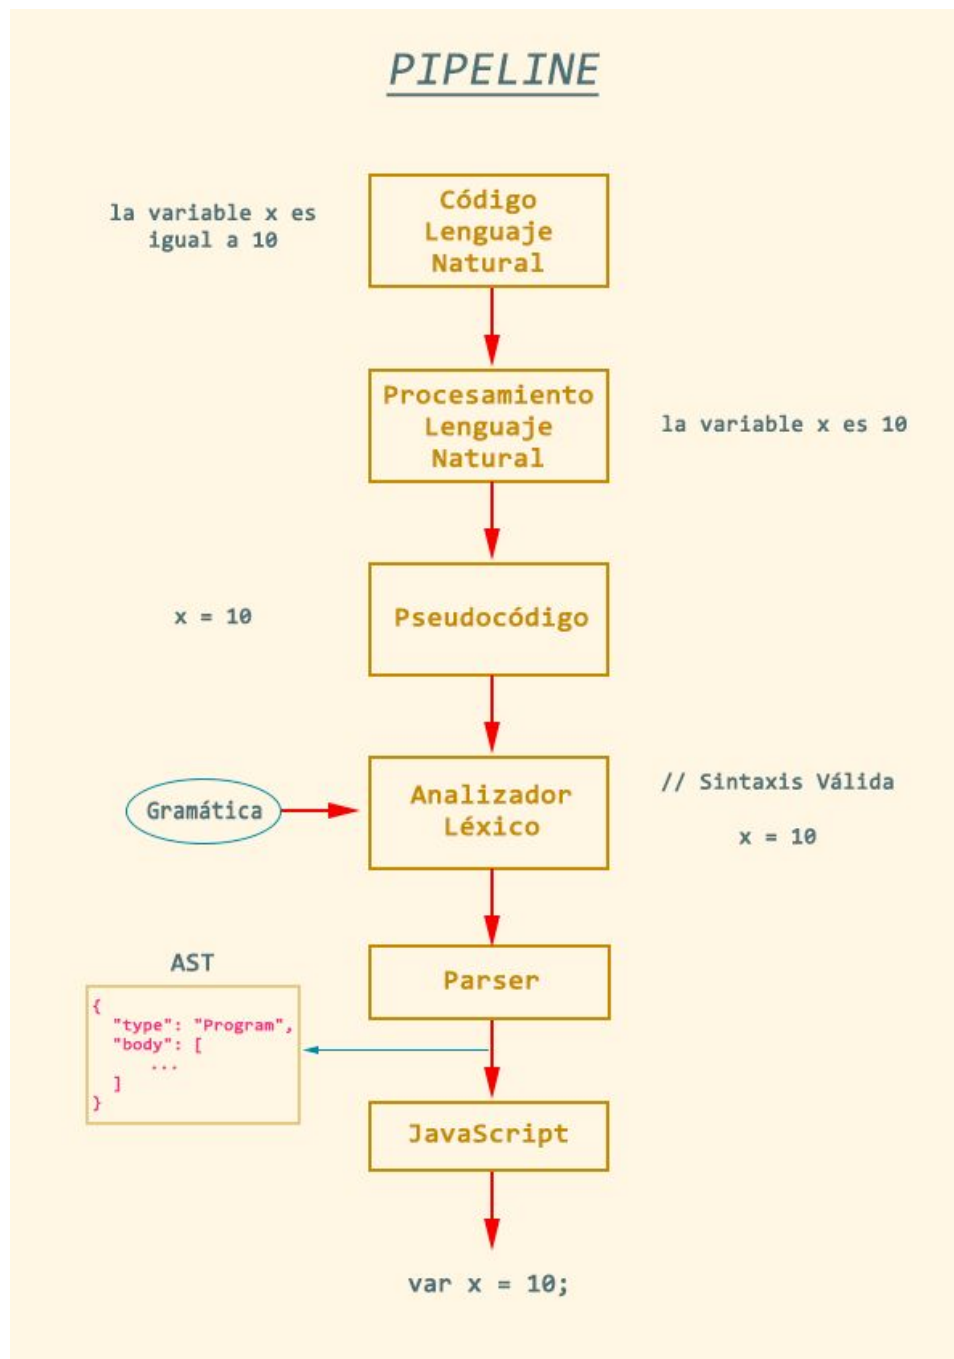 PIPELINE
la variable x es
igual a 10
Código
Lenguaje
Natural
Procesamiento
Lenguaje
Natural
la variable x es 10
x = 10
Pseudocódigo
Gramática
Analizador
Léxico
// Sintaxis Válida
x = 10
Parser
AST
{
"type": "Program",
"body": [
...
]
}
JavaScript
var x = 10;